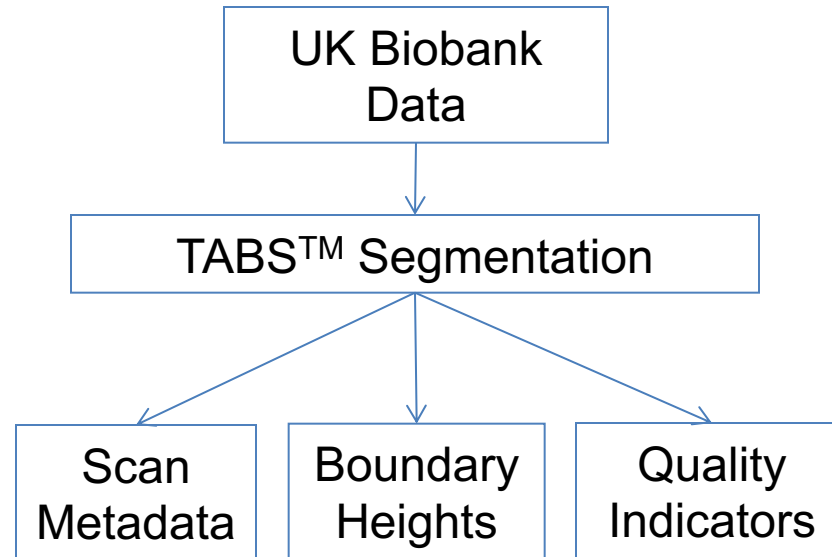 UK Biobank
Data
TABS™ Segmentation
Scan
Metadata
Boundary
Heights
Quality
Indicators